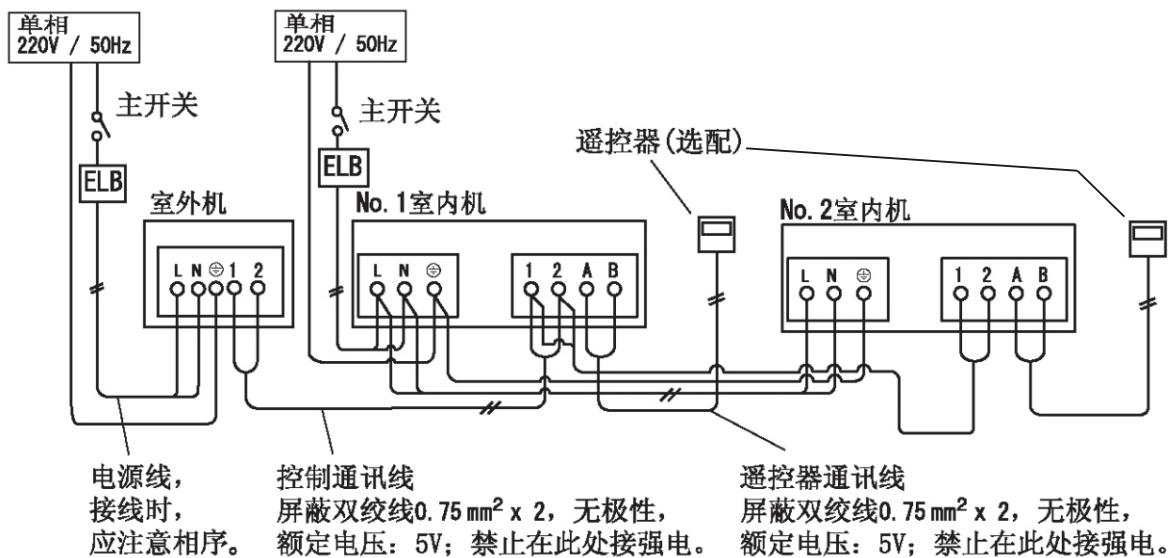 单相
220V / 50Hz
单相
220V / 50Hz
主开关
主开关
遥控器(选配)
ELB
ELB
室外机
No. 1室内机
No. 2室内机
L N 1 2
L N
1 2 A B
L N
1 2 A B
电源线，
接线时，
应注意相序。
控制通讯线
屏蔽双绞线0.75mm² x 2，无极性，
额定电压：5V；禁止在此处接强电。
遥控器通讯线
屏蔽双绞线0.75mm² x 2，无极性，
额定电压：5V；禁止在此处接强电。